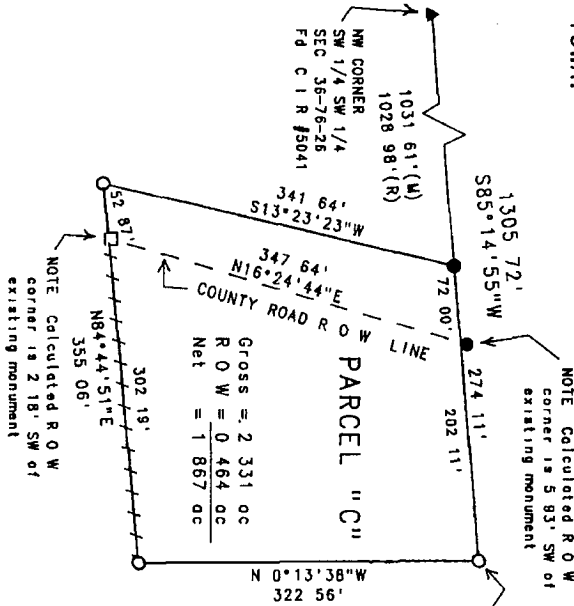 1305 72'
S85°14'55"W
1031 61'(M)
1028 98'(R)
NW CORNER
SW 1/4 SW 1/4
SEC 36-76-26
Fd C I R #5041
NOTE Calculated R O W
corner is 5 93' SW of
existing monument
72 00'
274 11'
202 11'
341 64'
S13°23'23"W
347 64'
N16°24'44"E
COUNTY ROAD R O W LINE
PARCEL "C"
Gross = 2 331 ac
R O W = 0 464 ac
Net = 1 867 ac
52 87'
302 19'
N84°44'51"E
355 06'
N 0°13'38"W
322 56'
NOTE Calculated R O W
corner is 2 18' SW of
existing monument